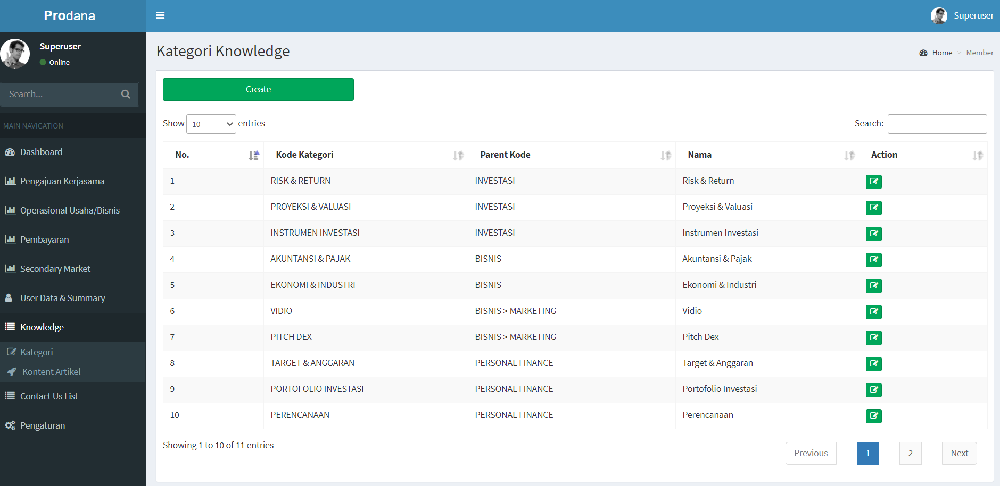 Prodana
Superuser
Superuser
Online
Search...
MAIN NAVIGATION
Dashboard
Pengajuan Kerjasama
Operasional Usaha/Bisnis
Pembayaran
Secondary Market
User Data & Summary
Knowledge
Kategori
Kontent Artikel
Contact Us List
Pengaturan
Kategori Knowledge
Home > Member
Create
Show 10 entries
Search:
No. Kode Kategori Parent Kode Nama Action
1 RISK & RETURN INVESTASI Risk & Return
2 PROYEKSI & VALUASI INVESTASI Proyeksi & Valuasi
3 INSTRUMEN INVESTASI INVESTASI Instrumen Investasi
4 AKUNTANSI & PAJAK BISNIS Akuntansi & Pajak
5 EKONOMI & INDUSTRI BISNIS Ekonomi & Industri
6 VIDIO BISNIS > MARKETING Vidio
7 PITCH DEX BISNIS > MARKETING Pitch Dex
8 TARGET & ANGGARAN PERSONAL FINANCE Target & Anggaran
9 PORTOFOLIO INVESTASI PERSONAL FINANCE Portofolio Investasi
10 PERENCANAAN PERSONAL FINANCE Perencanaan
Showing 1 to 10 of 11 entries
Previous 1 2 Next